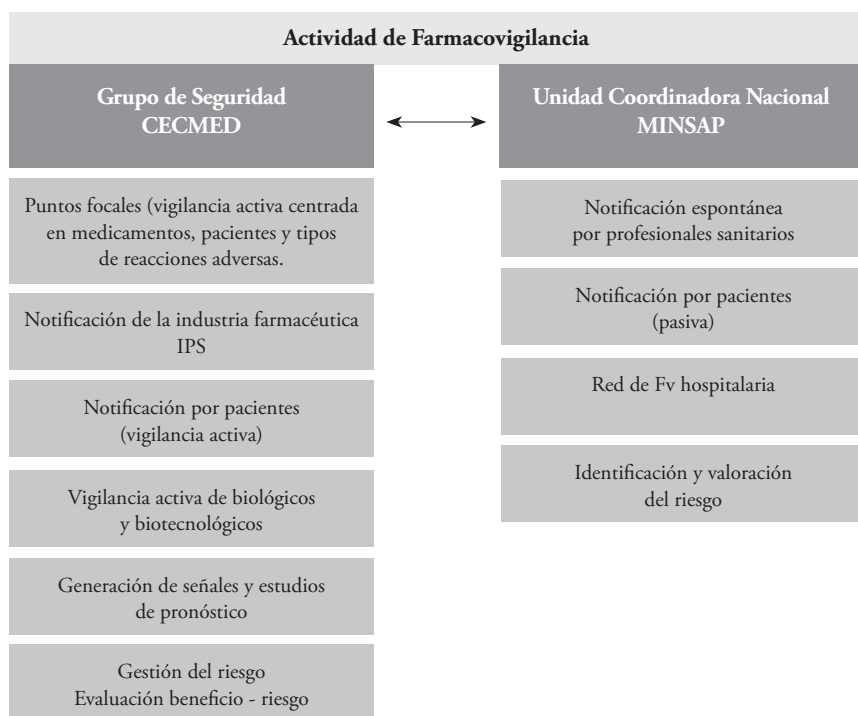 Actividad de Farmacovigilancia
Grupo de Seguridad
CECMED
Unidad Coordinadora Nacional
MINSAP
Puntos focales (vigilancia activa centrada
en medicamentos, pacientes y tipos
de reacciones adversas.
Notificación de la industria farmacéutica
IPS
Notificación por pacientes
(vigilancia activa)
Vigilancia activa de biológicos
y biotecnológicos
Generación de señales y estudios
de pronóstico
Gestión del riesgo
Evaluación beneficio - riesgo
Notificación espontánea
por profesionales sanitarios
Notificación por pacientes
(pasiva)
Red de Fv hospitalaria
Identificación y valoración
del riesgo